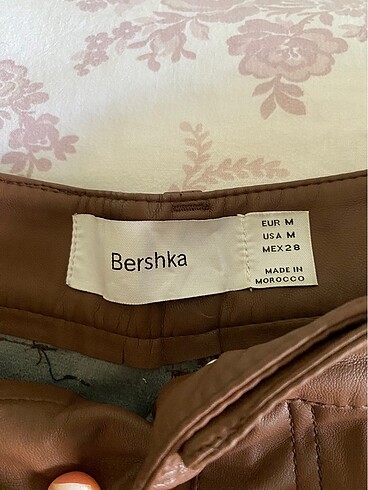 Bershka
EUR M
USA M
MEX 28
MADE IN
MOROCCO